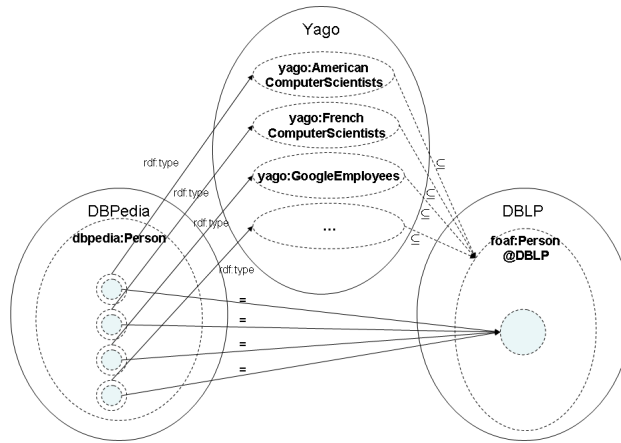 Yago
yago:American
ComputerScientists
yago:French
ComputerScientists
yago:GoogleEmployees
...
rdf:type
rdf:type
rdf:type
rdf:type
⊆
⊆
⊆
⊆
DBPedia
dbpedia:Person
DBLP
foaf:Person
@DBLP
=
=
=
=